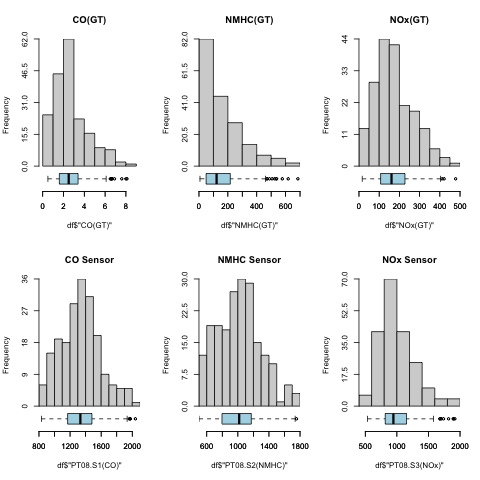 CO(GT)
NMHC(GT)
NOx(GT)
Frequency
0.0 15.5 31.0 46.5 62.0
0 2 4 6 8
df$"CO(GT)"
Frequency
0.0 20.5 41.0 61.5 82.0
0 200 400 600
df$"NMHC(GT)"
Frequency
0 11 22 33 44
0 100 200 300 400 500
df$"NOx(GT)"
CO Sensor
NMHC Sensor
NOx Sensor
Frequency
0 9 18 27 36
800 1200 1600 2000
df$"PT08.S1(CO)"
Frequency
0.0 7.5 15.0 22.5 30.0
600 1000 1400 1800
df$"PT08.S2(NMHC)"
Frequency
0.0 17.5 35.0 52.5 70.0
500 1000 1500 2000
df$"PT08.S3(NOx)"